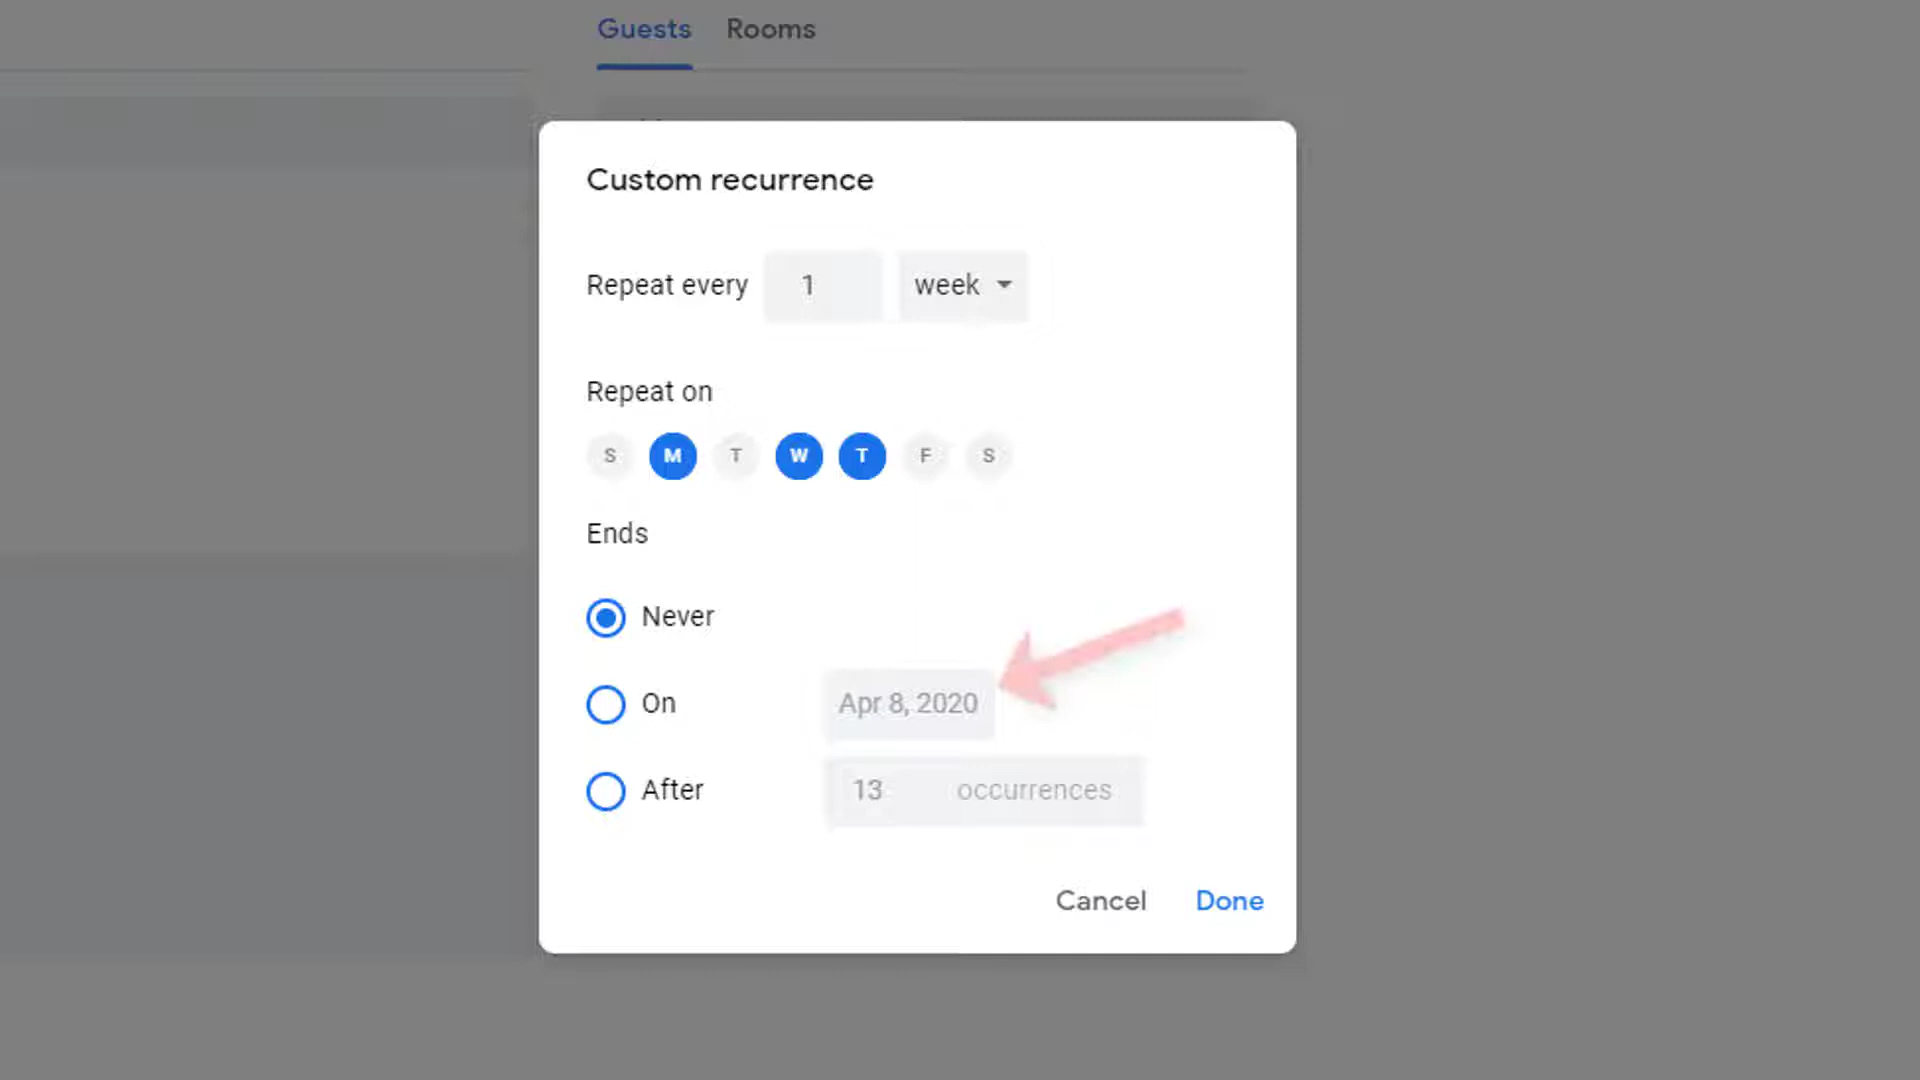 Guests Rooms
Custom recurrence
Repeat every 1 week
Repeat on
S M T W T F S
Ends
Never
On Apr 8, 2020
After 13 occurrences
Cancel Done